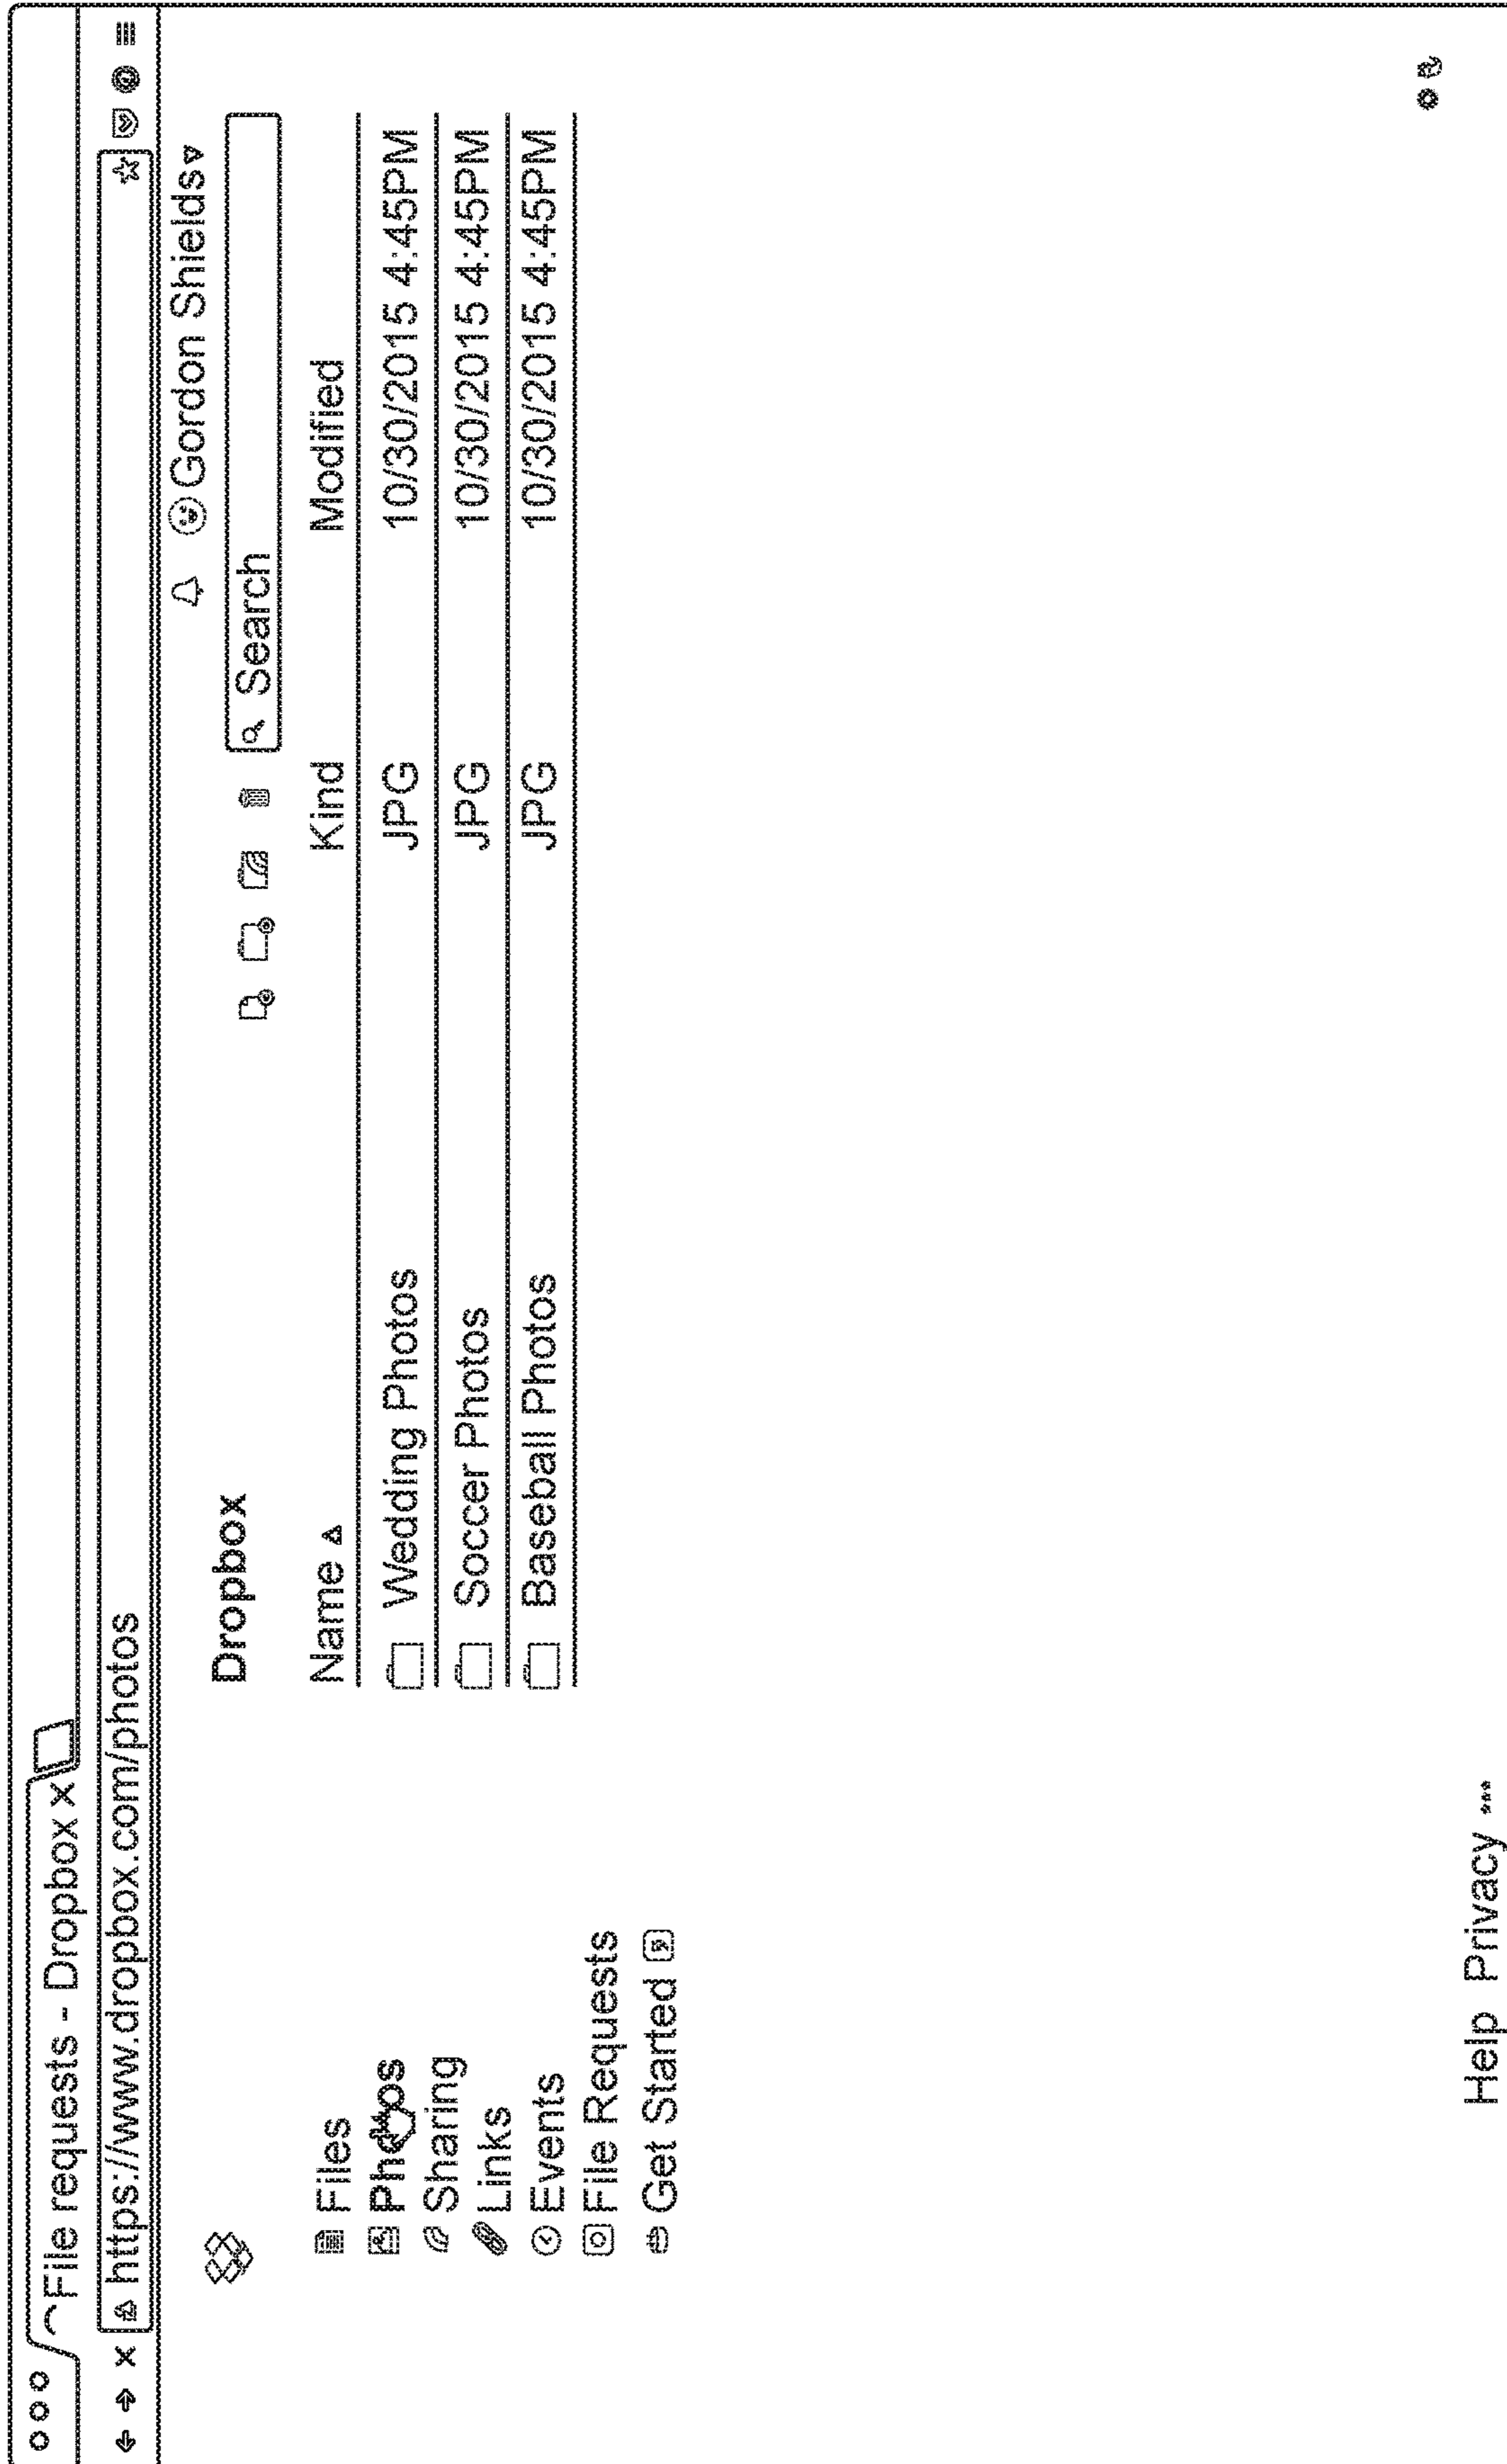 File requests - Dropbox x
https://www.dropbox.com/photos
Gordon Shields
Dropbox
Search
Name Kind Modified
Wedding Photos JPG 10/30/2015 4:45PM
Soccer Photos JPG 10/30/2015 4:45PM
Baseball Photos JPG 10/30/2015 4:45PM
Files
Photos
Sharing
Links
Events
File Requests
Get Started
Help Privacy ...